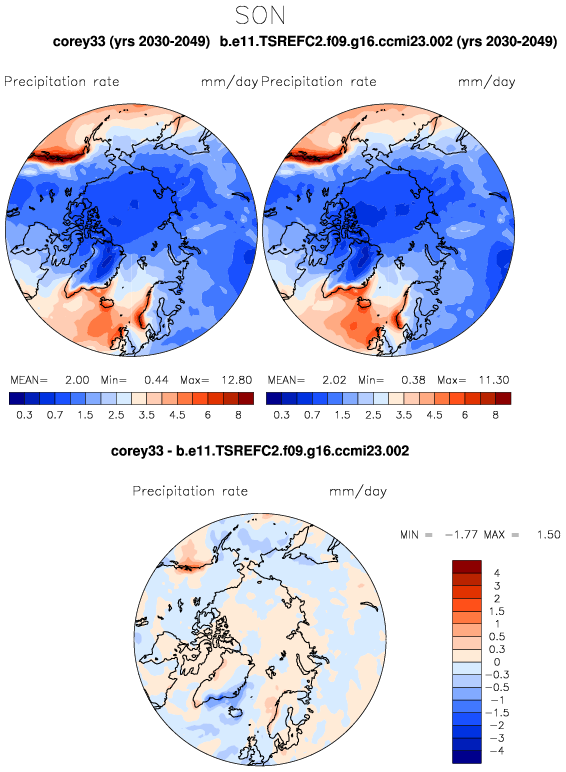 SON
corey33 (yrs 2030-2049) b.e11.TSREFC2.f09.g16.ccmi23.002 (yrs 2030-2049)
Precipitation rate mm/day Precipitation rate mm/day
MEAN= 2.00 Min= 0.44 Max= 12.80 MEAN= 2.02 Min= 0.38 Max= 11.30
0.3 0.7 1.5 2.5 3.5 4.5 6 8 0.3 0.7 1.5 2.5 3.5 4.5 6 8
corey33 - b.e11.TSREFC2.f09.g16.ccmi23.002
Precipitation rate mm/day
MIN = -1.77 MAX = 1.50
4
3
2
1.5
1
0.5
0.3
0
-0.3
-0.5
-1
-1.5
-2
-3
-4